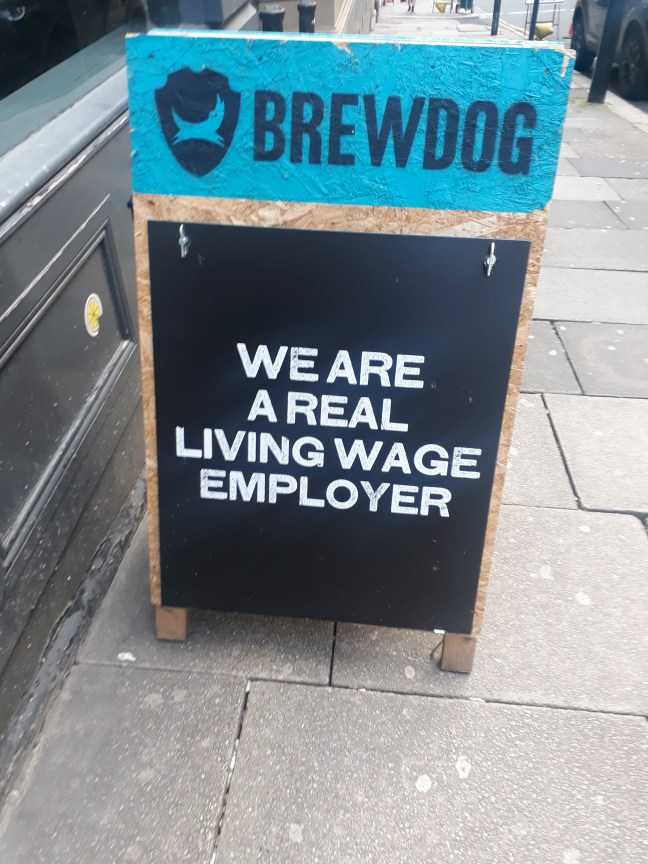 BREWDOG
WE ARE
A REAL
LIVING WAGE
EMPLOYER